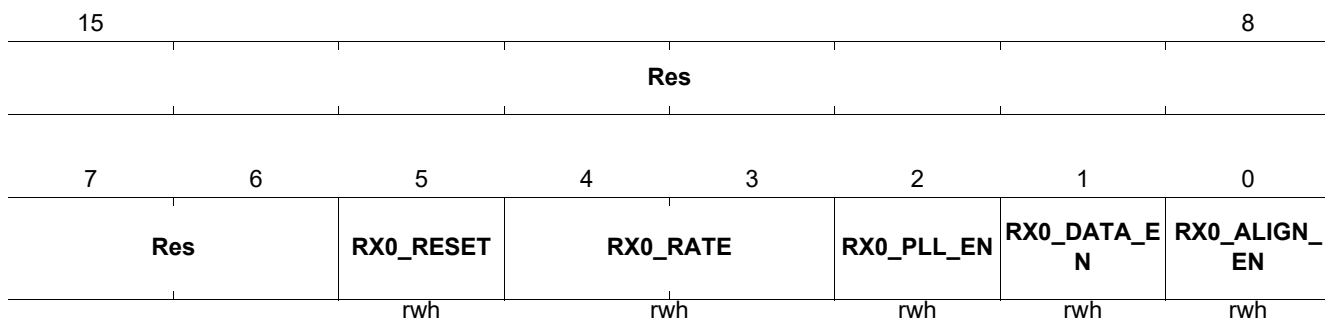 15 8
Res
7 6 5 4 3 2 1 0
Res RX0_RESET RX0_RATE RX0_PLL_EN RX0_DATA_E RX0_ALIGN_
N EN
rwh rwh rwh rwh rwh